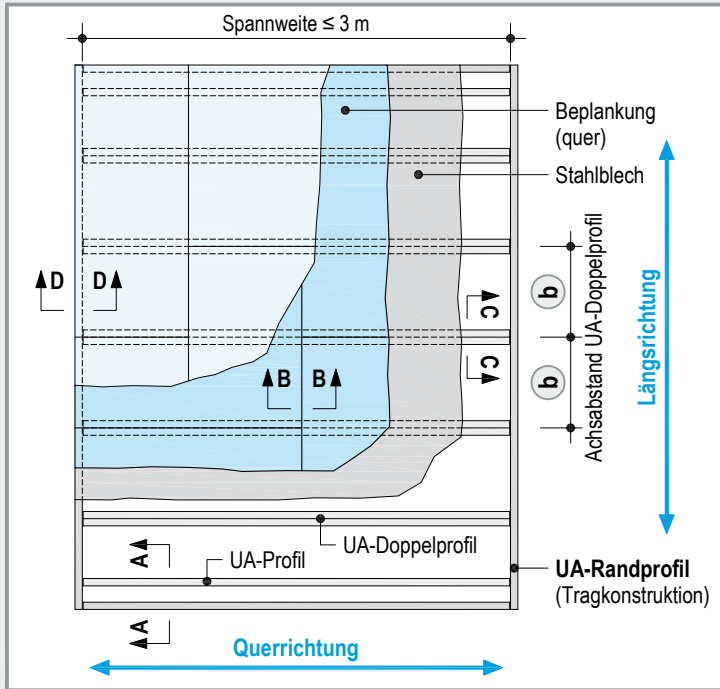 Spannweite ≤ 3 m
Beplankung
(quer)
Stahlblech
D
D
C
C
B
B
b
b
Achsabstand UA-Doppelprofil
Längsrichtung
UA-Doppelprofil
A
UA-Profil
A
UA-Randprofil
(Tragkonstruktion)
Querrichtung